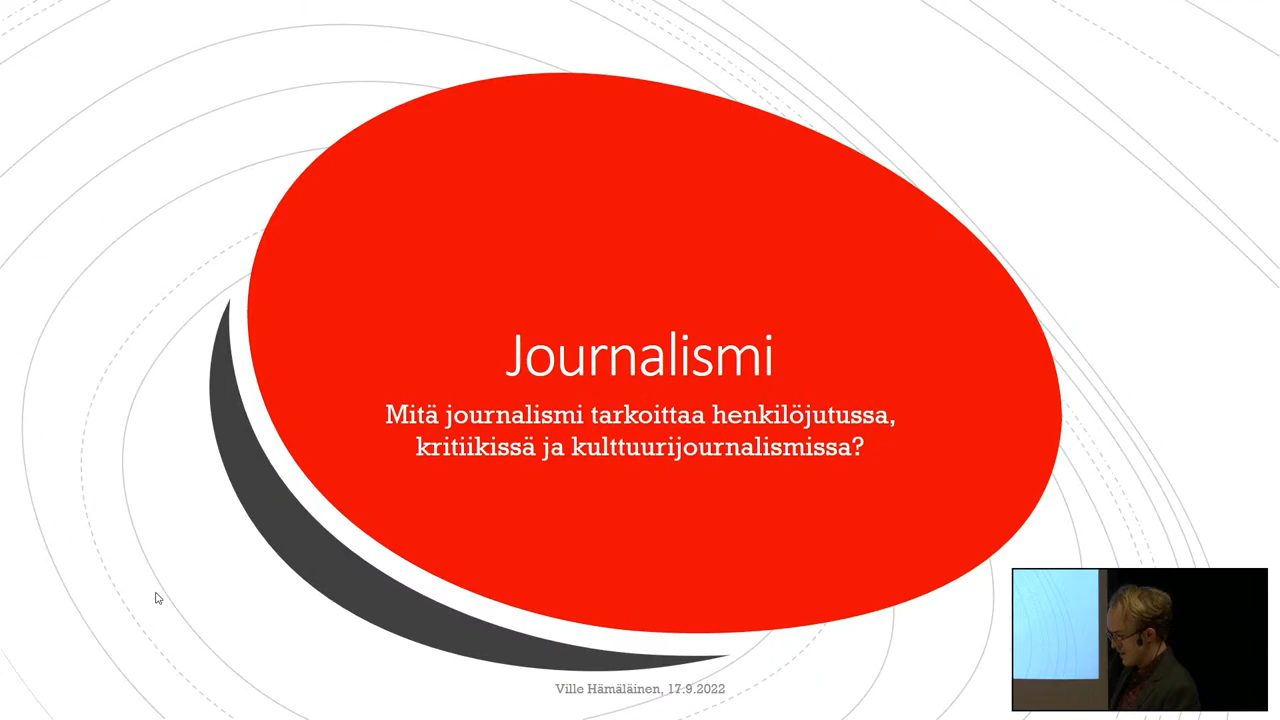 Journalismi
Mitä journalismi tarkoittaa henkilöjutussa,
kritiikissä ja kulttuurijournalismissa?
Ville Hämäläinen, 17.9.2022